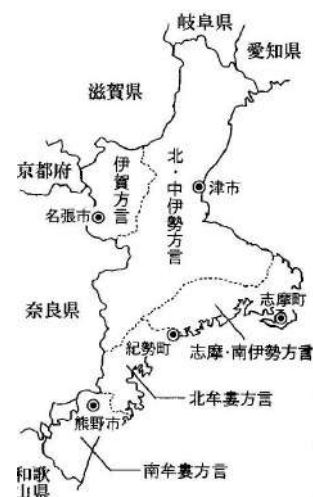 岐阜県
愛知県
滋賀県
京都府
伊賀方言
北・中伊勢方言
津市
名張市
奈良県
志摩町
紀勢町
志摩・南伊勢方言
北牟婁方言
熊野市
和歌
山県
南牟婁方言